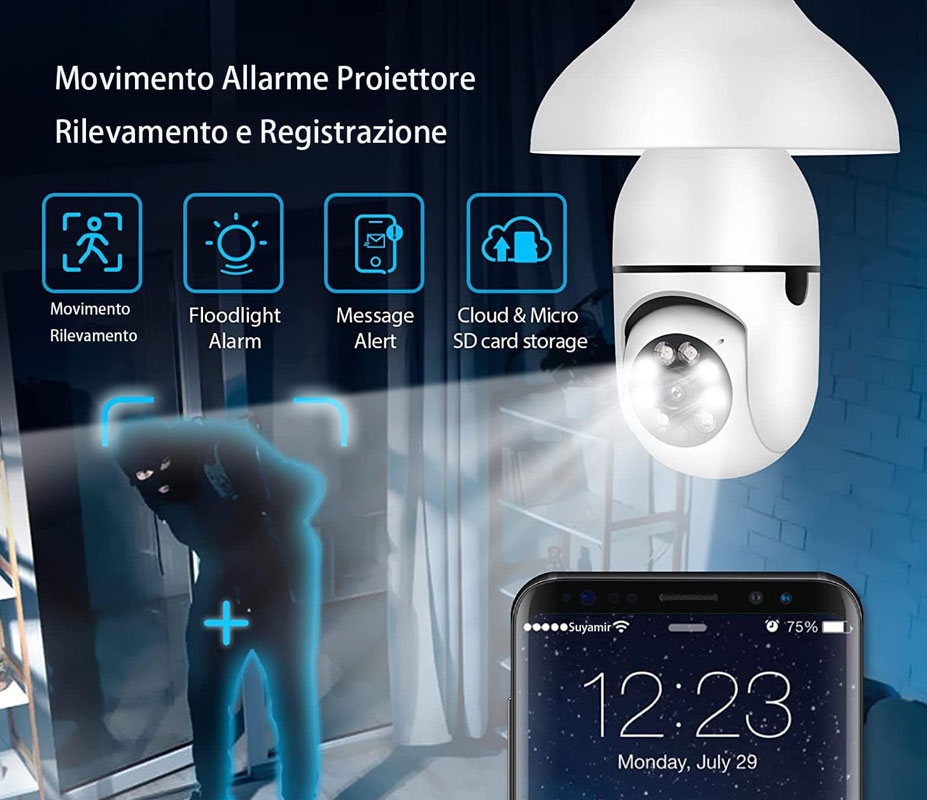 Movimento Allarme Proiettore
Rilevamento e Registrazione
Movimento
Rilevamento
Floodlight
Alarm
Message
Alert
Cloud & Micro
SD card storage
Suyamir
75%
12:23
Monday, July 29